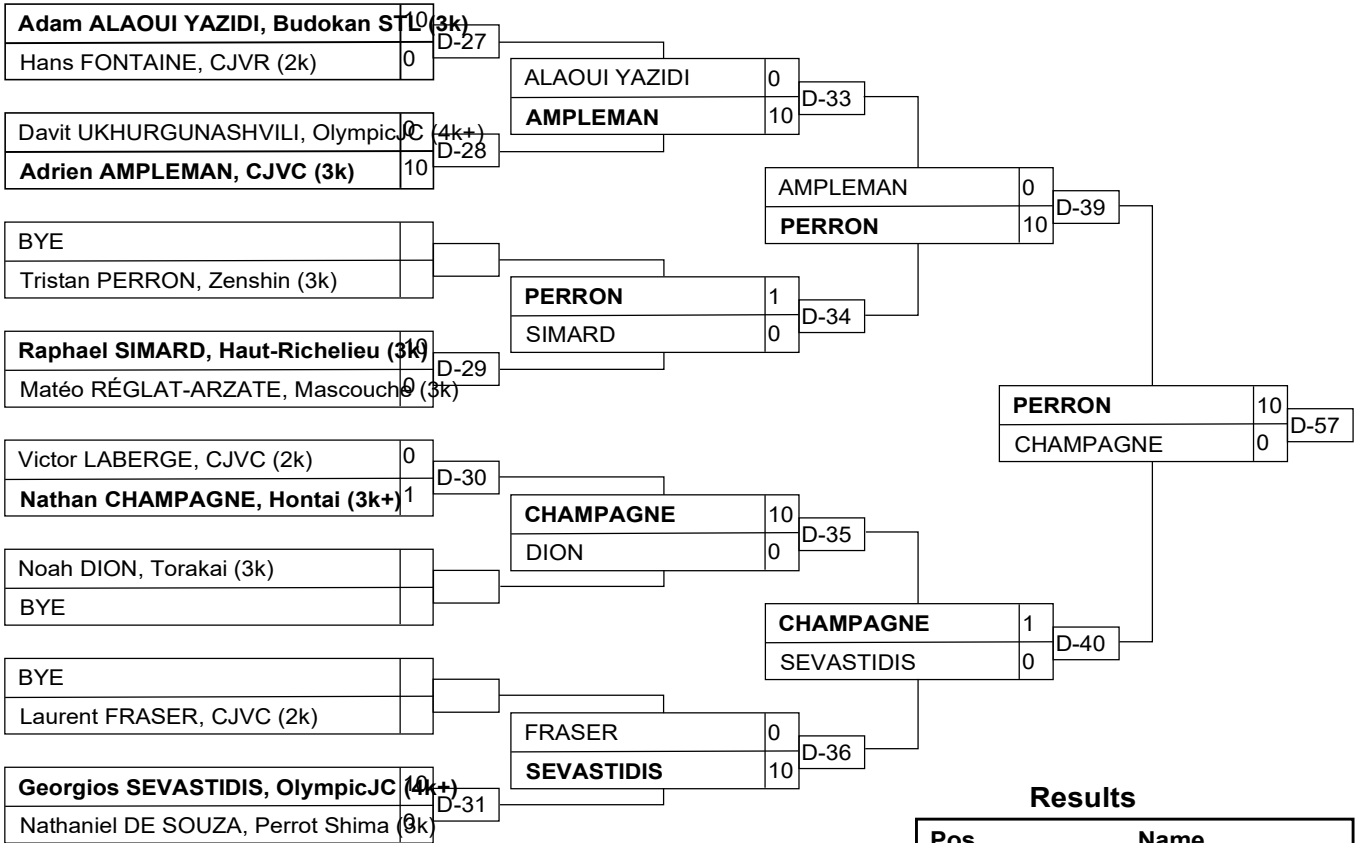 Adam ALAOUI YAZIDI, Budokan STL (3k) 10
D-27
Hans FONTAINE, CJVR (2k) 0
Davit UKHURGUNASHVILI, OlympicJC (4k+) 0
D-28
Adrien AMPLEMAN, CJVC (3k) 10
BYE
Tristan PERRON, Zenshin (3k)
Raphael SIMARD, Haut-Richelieu (3k) 10
D-29
Matéo RÉGLAT-ARZATE, Mascouche (3k) 0
Victor LABERGE, CJVC (2k) 0
D-30
Nathan CHAMPAGNE, Hontai (3k+) 1
Noah DION, Torakai (3k)
BYE
BYE
Laurent FRASER, CJVC (2k)
Georgios SEVASTIDIS, OlympicJC (4k+) 10
D-31
Nathaniel DE SOUZA, Perrot Shima (3k) 0
ALAOUI YAZIDI 0
D-33
AMPLEMAN 10
PERRON 1
D-34
SIMARD 0
CHAMPAGNE 10
D-35
DION 0
FRASER 0
D-36
SEVASTIDIS 10
AMPLEMAN 0
D-39
PERRON 10
CHAMPAGNE 1
D-40
SEVASTIDIS 0
PERRON 10
D-57
CHAMPAGNE 0
Results
Pos Name